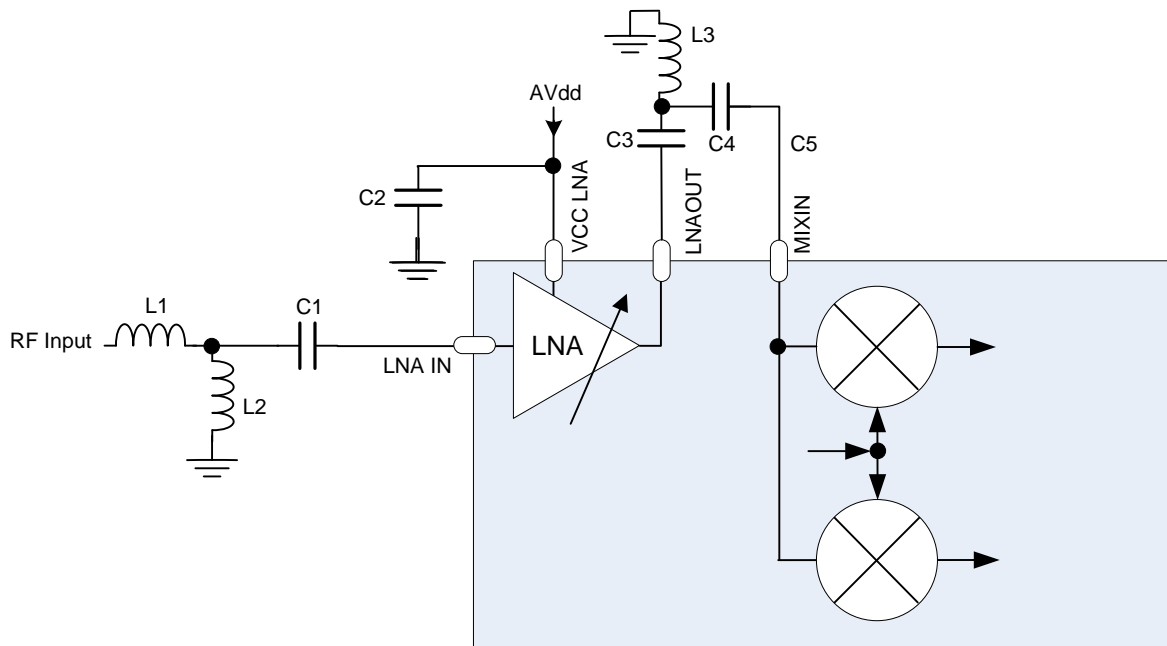 L3
AVdd
C3
C4
C5
C2
VCC LNA
LNAOUT
MIXIN
L1
C1
RF Input
LNA
LNA IN
L2